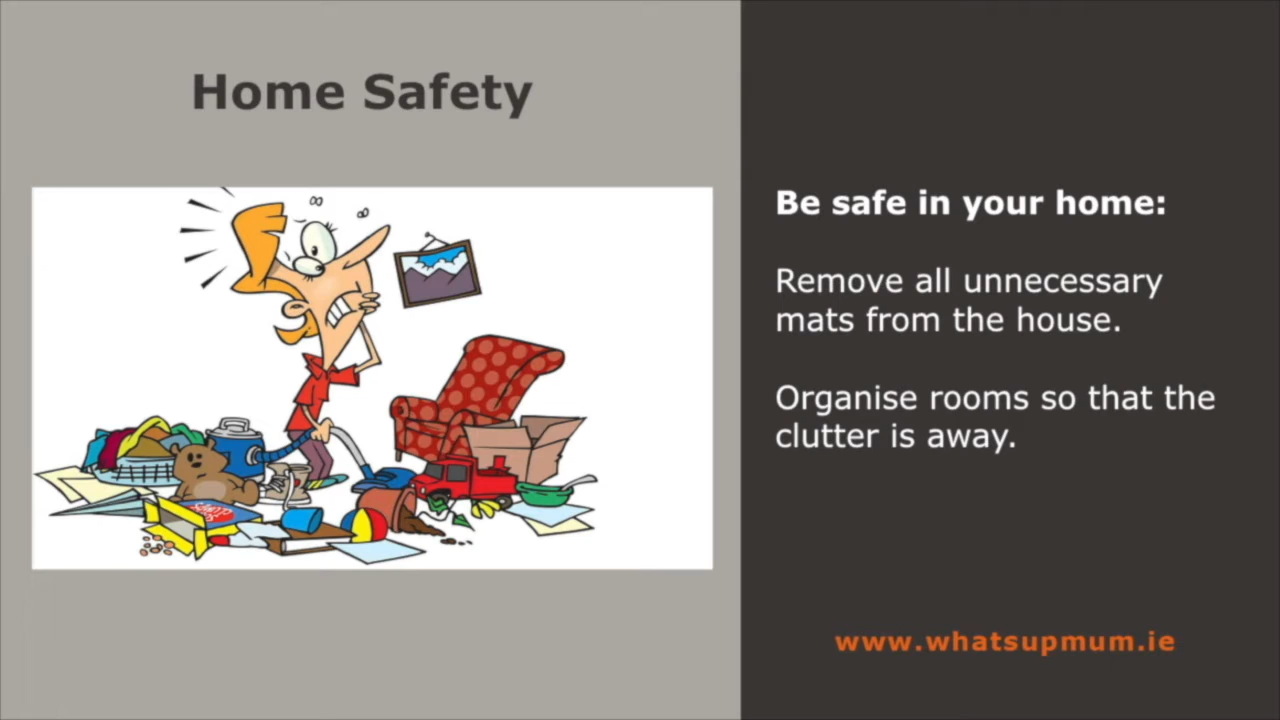 Home Safety
Be safe in your home:
Remove all unnecessary
mats from the house.
Organise rooms so that the
clutter is away.
www.whatsupmum.ie